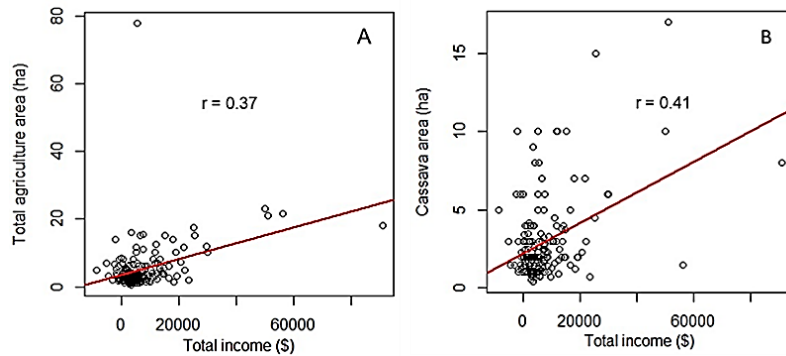 A
Total agriculture area (ha)
80
60
40
20
0
r = 0.37
0 20000 60000
Total income ($)
B
Cassava area (ha)
15
10
5
0
r = 0.41
0 20000 60000
Total income ($)